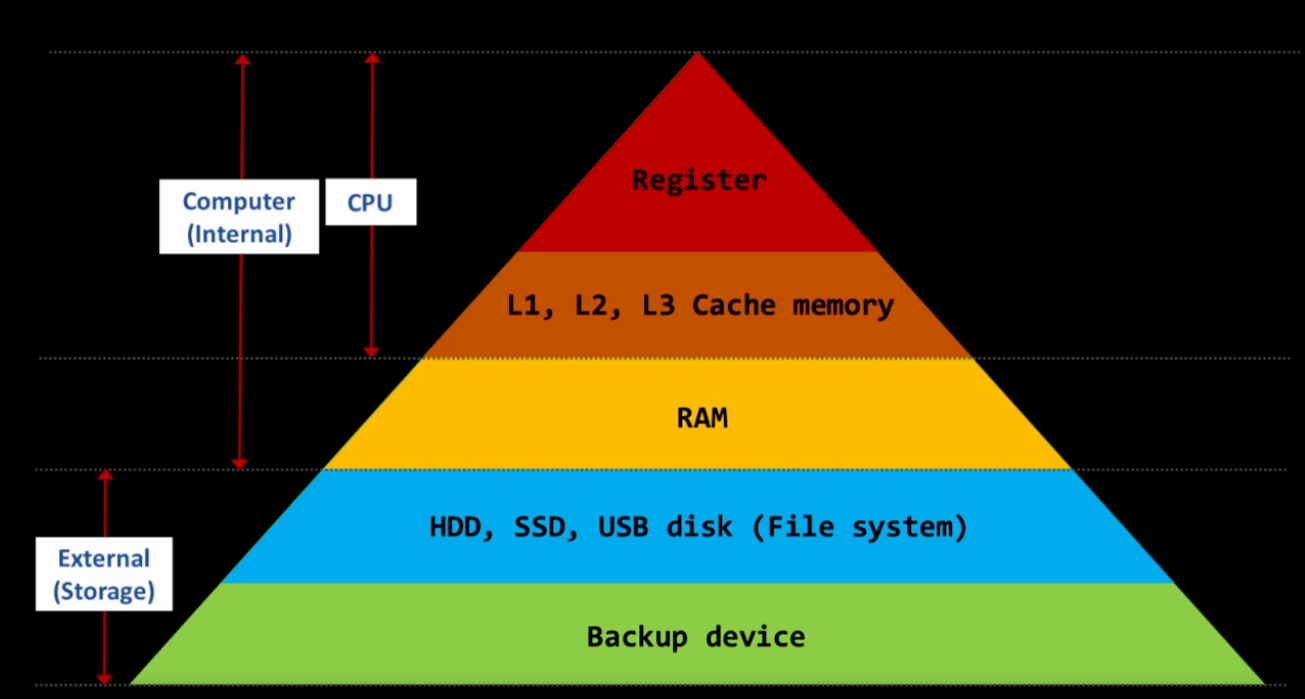 Register
Computer
(Internal)
CPU
L1, L2, L3 Cache memory
RAM
HDD, SSD, USB disk (File system)
External
(Storage)
Backup device